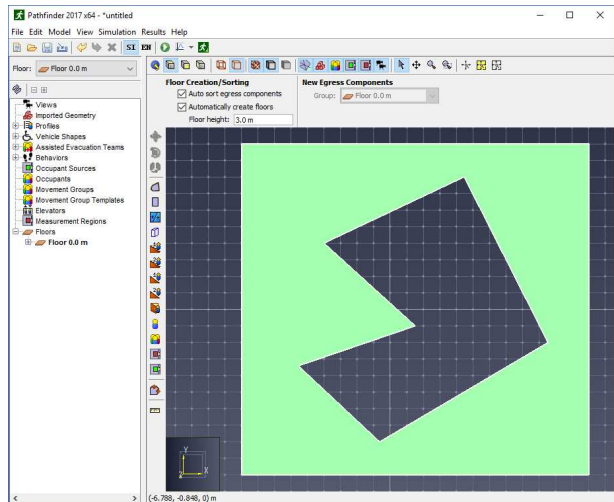 Pathfinder 2017 x64 - *untitled
File Edit Model View Simulation Results Help
SI EN
Floor: Floor 0.0 m
Floor Creation/Sorting
New Egress Components
Auto sort egress components
Group: Floor 0.0 m
Automatically create floors
Floor height: 3.0 m
Views
Imported Geometry
Profiles
Vehicle Shapes
Assisted Evacuation Teams
Behaviors
Occupant Sources
Occupants
Movement Groups
Movement Group Templates
Elevators
Measurement Regions
Floors
Floor 0.0 m
Y
Z
X
(-6.788, -0.848, 0) m